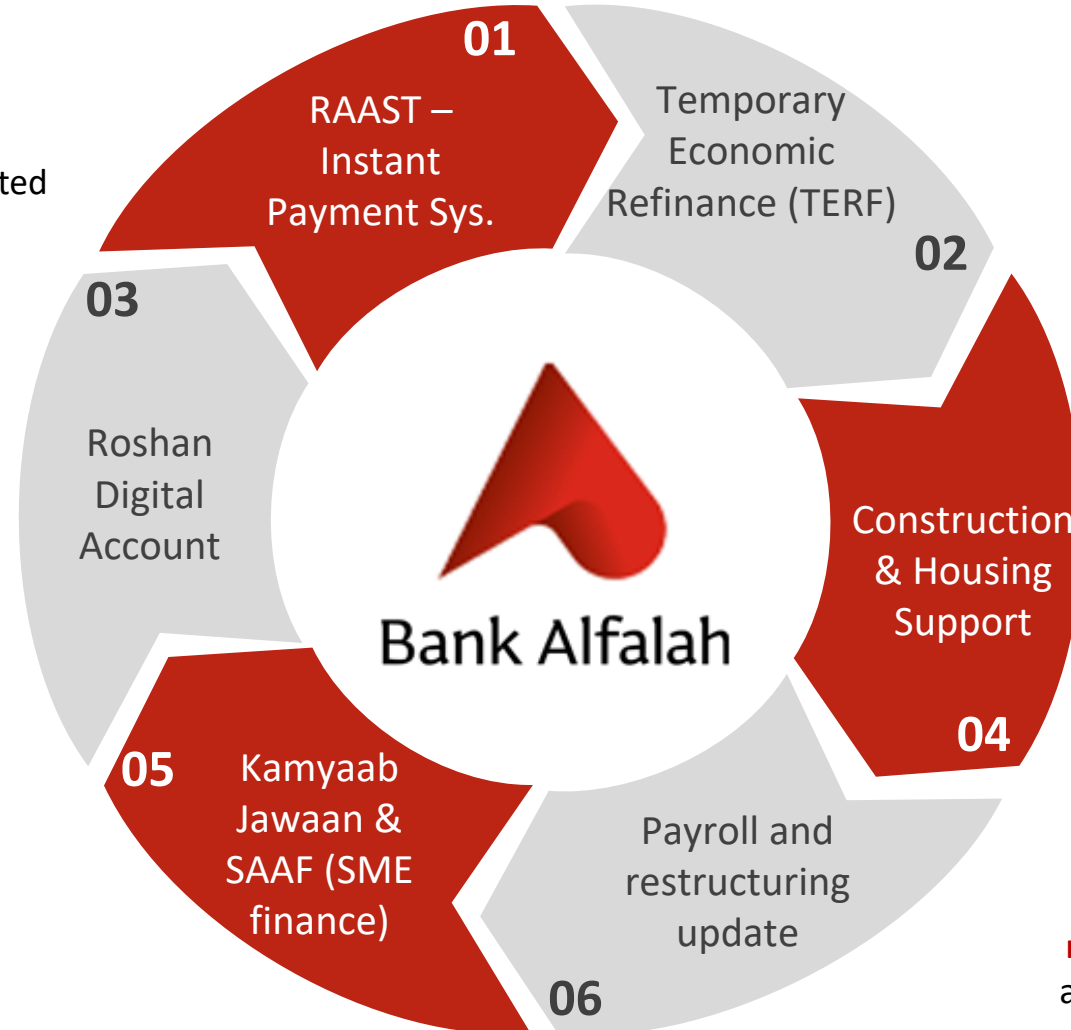 01
RAAST –
Instant
Payment Sys.
Temporary
Economic
Refinance (TERF)
02
03
Roshan
Digital
Account
Bank Alfalah
Construction
& Housing
Support
04
05
Kamyaab
Jawaan &
SAAF (SME
finance)
Payroll and
restructuring
update
06